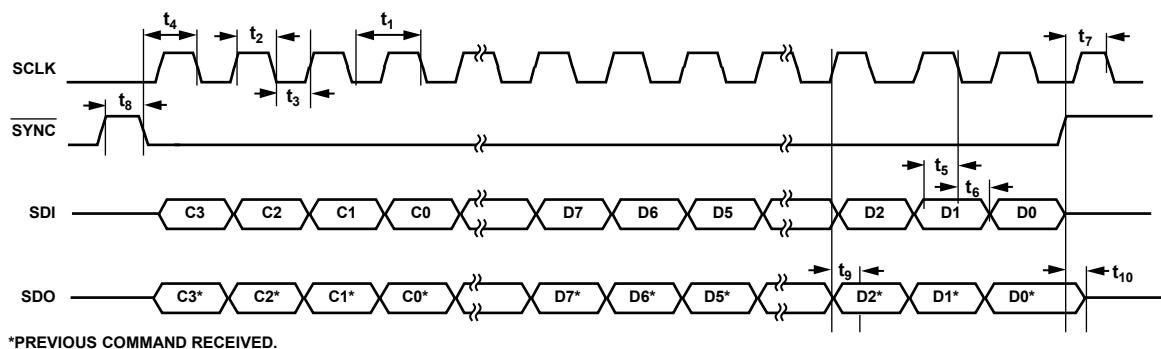 t4 t2 t1 t7
SCLK
t8 t3
SYNC
t5 t6
SDI C3 C2 C1 C0 D7 D6 D5 D2 D1 D0
t9 t10
SDO C3* C2* C1* C0* D7* D6* D5* D2* D1* D0*
*PREVIOUS COMMAND RECEIVED.